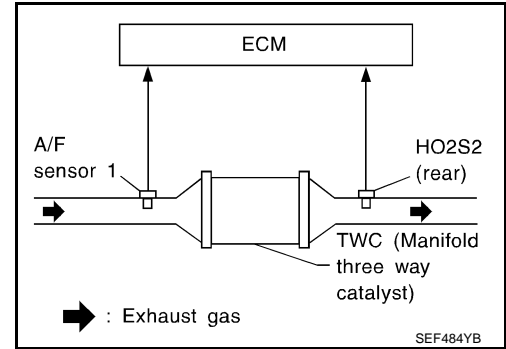 ECM
A/F
sensor 1
HO2S2
(rear)
TWC (Manifold
three way
catalyst)
: Exhaust gas
SEF484YB